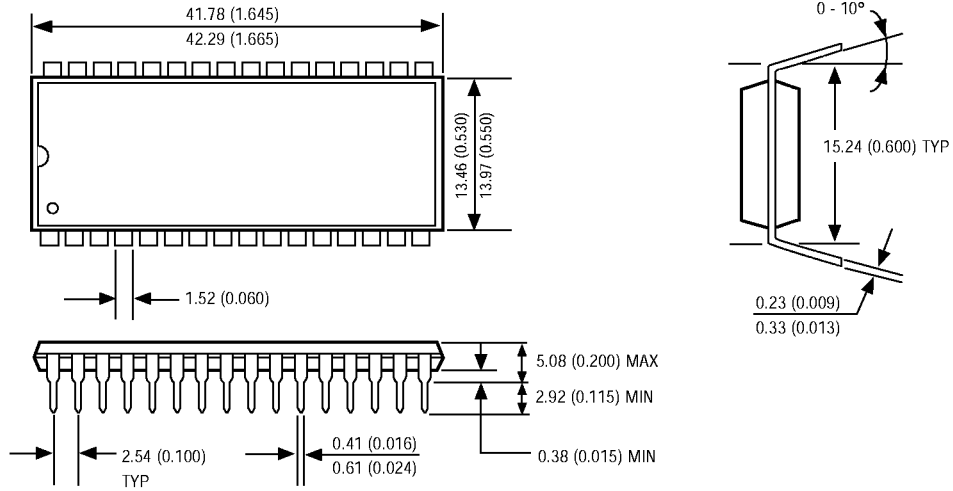 41.78 (1.645)
42.29 (1.665)
0 - 10°
13.46 (0.530)
13.97 (0.550)
15.24 (0.600) TYP
1.52 (0.060)
0.23 (0.009)
0.33 (0.013)
5.08 (0.200) MAX
2.92 (0.115) MIN
2.54 (0.100)
TYP
0.41 (0.016)
0.61 (0.024)
0.38 (0.015) MIN